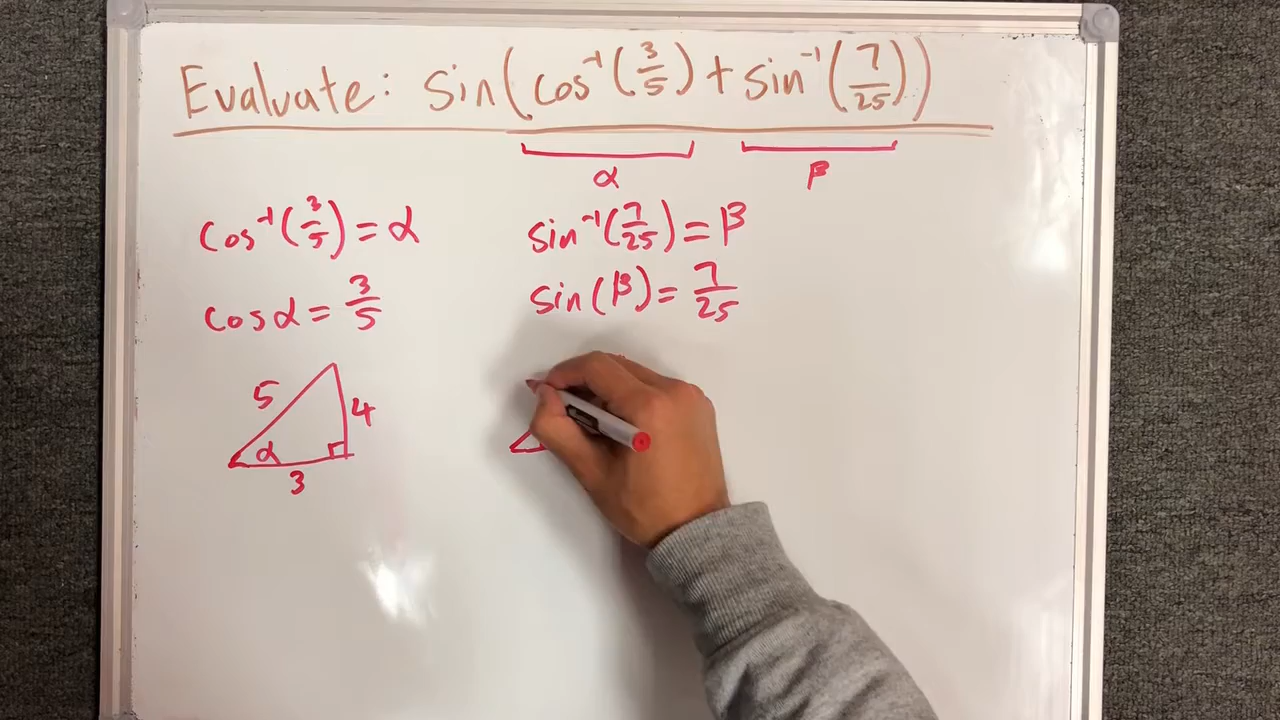 Evaluate: sin(cos⁻¹(3/5) + sin⁻¹(7/25))
α β
cos⁻¹(3/5) = α sin⁻¹(7/25) = β
cos α = 3/5 sin(β) = 7/25
5 4
α
3